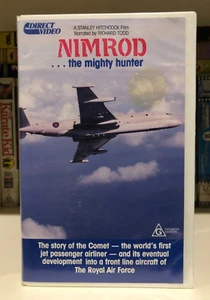 DIRECT
VIDEO
A STANLEY HITCHCOCK Film
Narrated by RICHARD TODD
NIMROD
. . . the mighty hunter
G
The story of the Comet — the world's first
jet passenger airliner — and its eventual
development into a front line aircraft of
The Royal Air Force